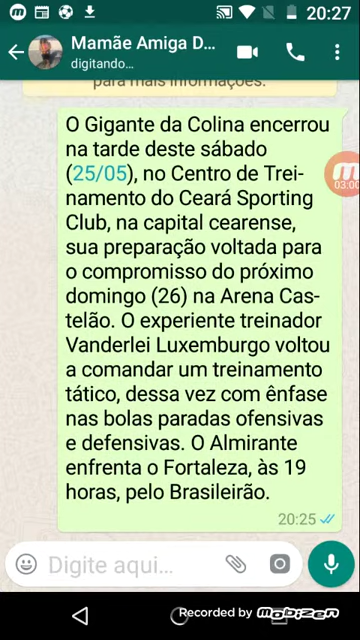 20:27
Mamãe Amiga D...
digitando...
para mais informações.
O Gigante da Colina encerrou
na tarde deste sábado
(25/05), no Centro de Trei-
namento do Ceará Sporting
Club, na capital cearense,
sua preparação voltada para
o compromisso do próximo
domingo (26) na Arena Cas-
telão. O experiente treinador
Vanderlei Luxemburgo voltou
a comandar um treinamento
tático, dessa vez com ênfase
nas bolas paradas ofensivas
e defensivas. O Almirante
enfrenta o Fortaleza, às 19
horas, pelo Brasileirão.
20:25
03:00
Digite aqui...
Recorded by mobizen